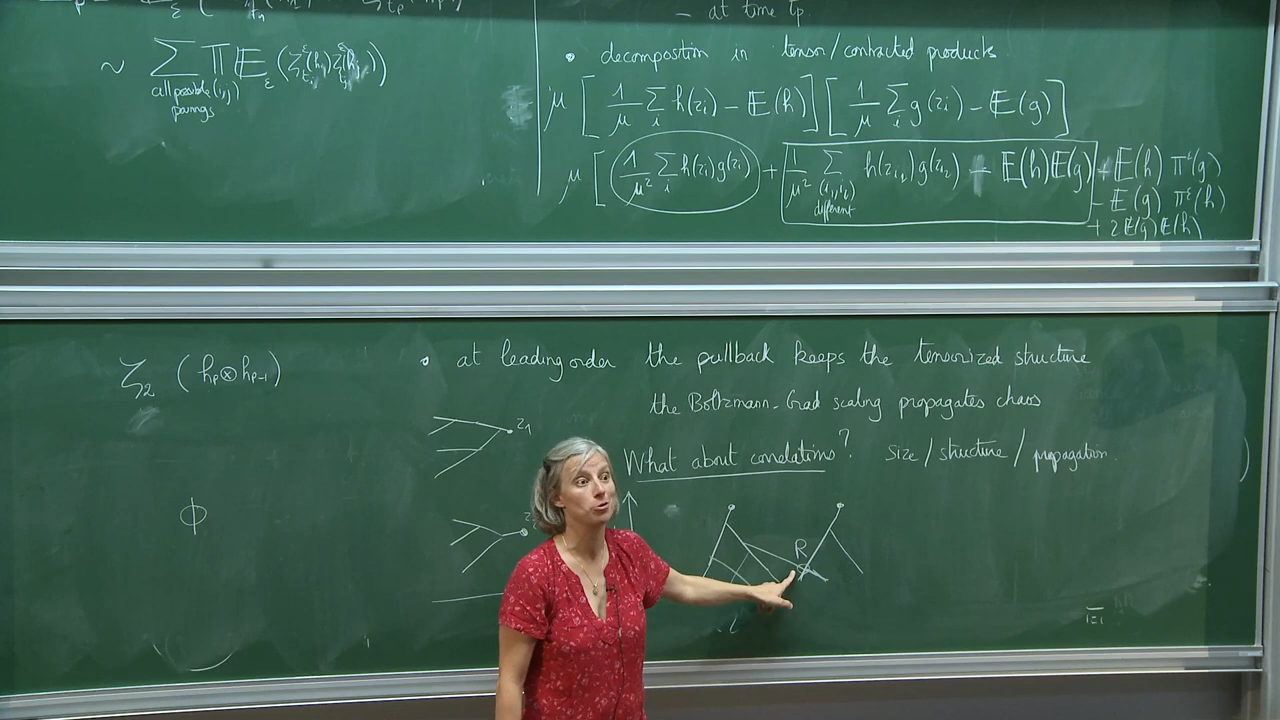 – at time tp
~ ∑ ∏ 𝔼ε (ζ^ε_{t_i}(h_i) ζ^ε_{t_j}(h_j))
all possible (i,j)
pairings
• decomposition in tensor/contracted products
μ [ 1/μ ∑_i h(z_i) – 𝔼(h) ] [ 1/μ ∑_i g(z_i) – 𝔼(g) ]
μ [ 1/μ² ∑_i h(z_i) g(z_i) + 1/μ² ∑_{(i_1,i_2) different} h(z_{i_1}) g(z_{i_2}) – 𝔼(h)𝔼(g) + 𝔼(h) π^ε(g)
– 𝔼(g) π^ε(h)
+ 2𝔼(g)𝔼(h)
ζ_2 (h_p ⊗ h_{p-1})
• at leading order the pullback keeps the tensorized structure
the Boltzmann-Grad scaling propagates chaos
z_1
What about correlations? size/structure/propagation
z
ϕ
R